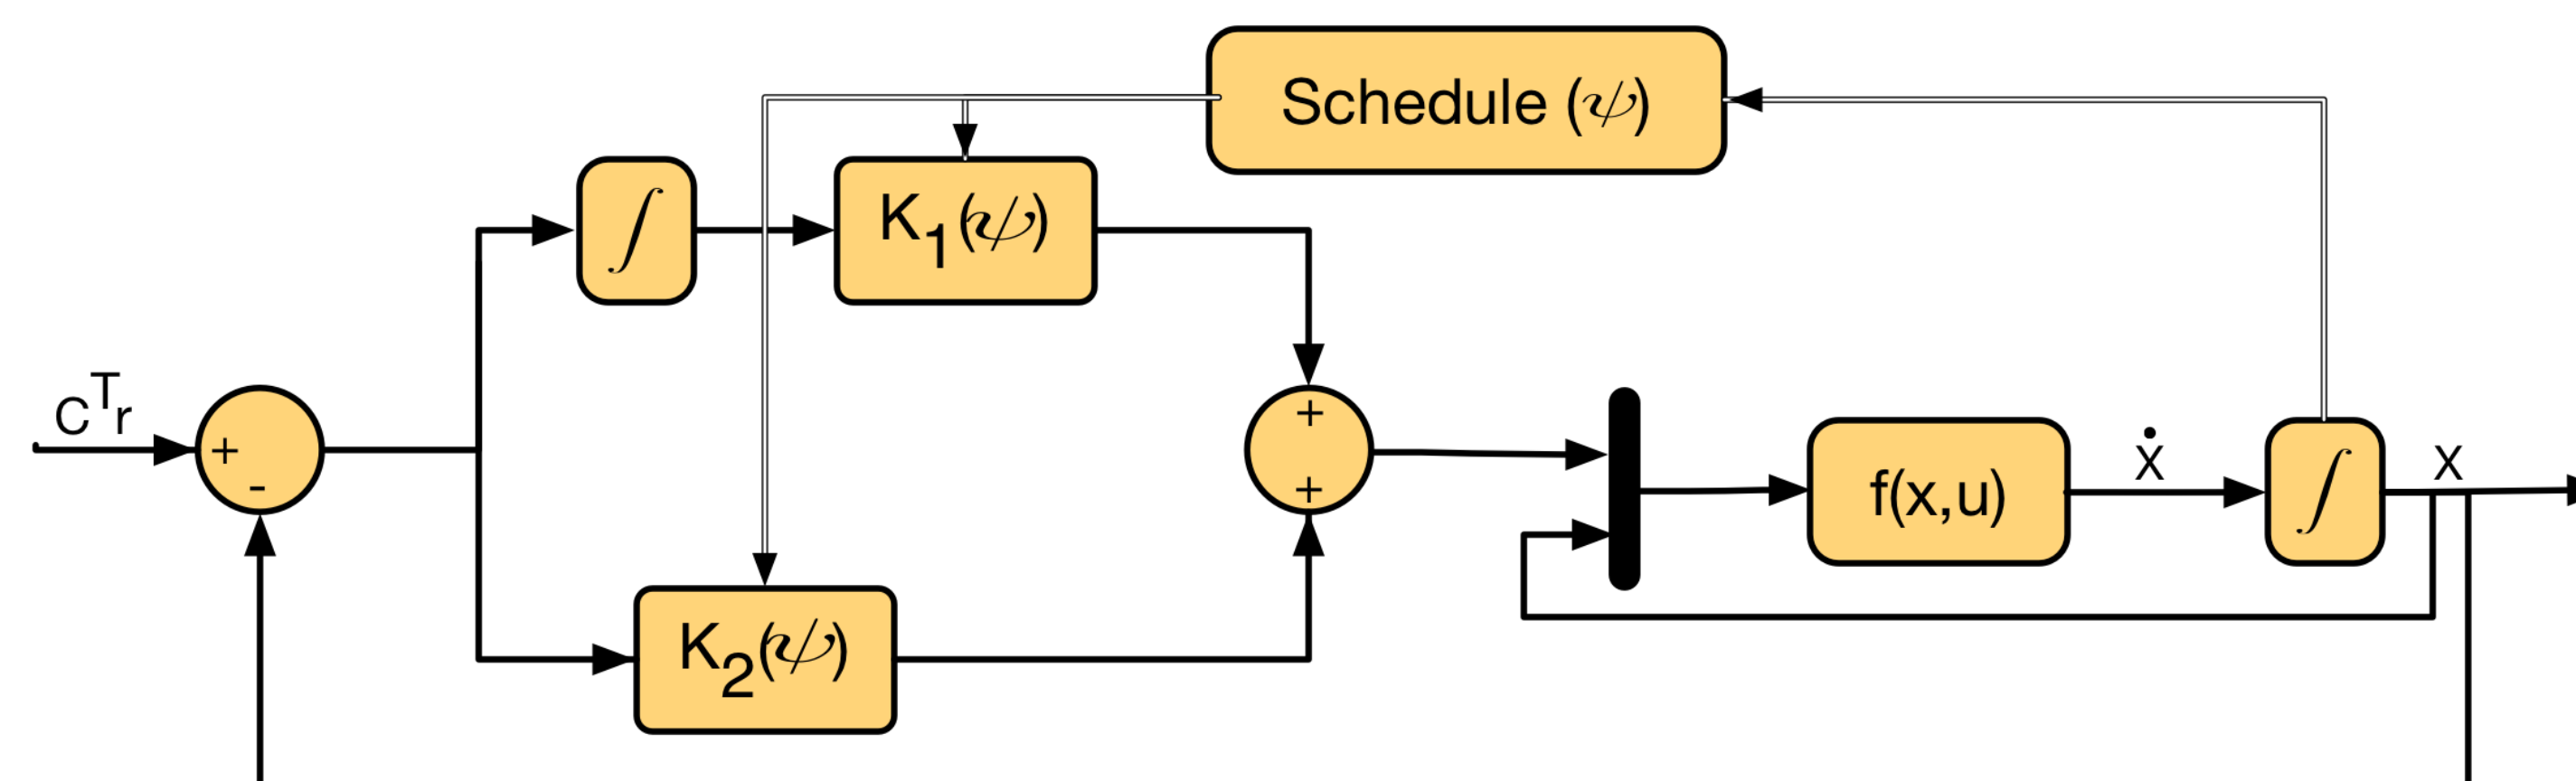 Schedule (ψ)
∫
K₁(ψ)
Cᵀr
+
-
+
+
f(x,u)
ẋ
∫
x
K₂(ψ)